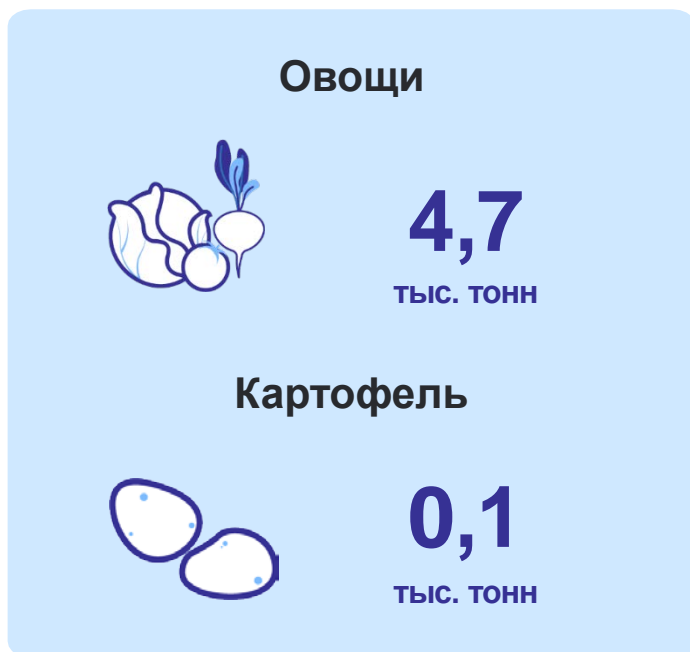 Овощи
4,7
тыс. тонн
Картофель
0,1
тыс. тонн